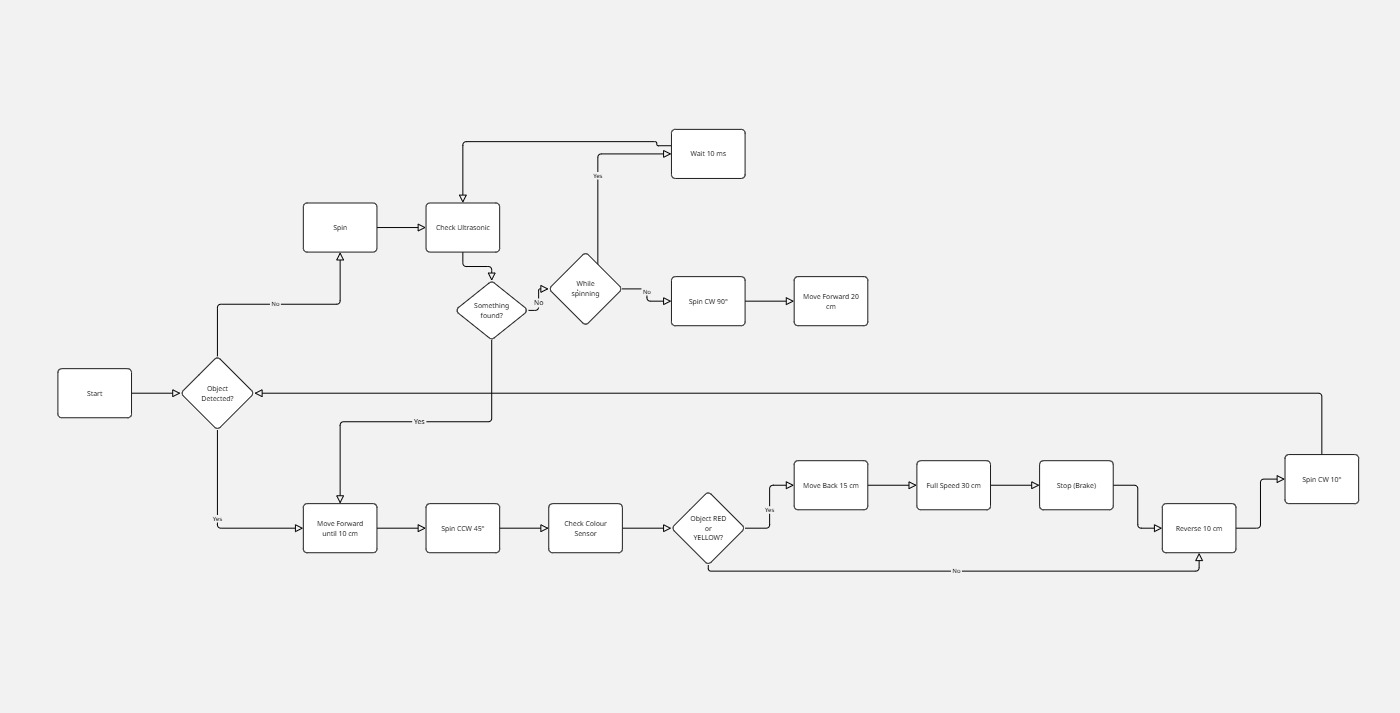 Wait 10 ms
Yes
Spin
Check Ultrasonic
While
spinning
No
Spin CW 90°
Move Forward 20
cm
Something
found?
No
No
Start
Object
Detected?
Yes
Yes
Move Forward
until 10 cm
Spin CCW 45°
Check Colour
Sensor
Object RED
or
YELLOW?
Yes
Move Back 15 cm
Full Speed 30 cm
Stop (Brake)
Reverse 10 cm
Spin CW 10°
No